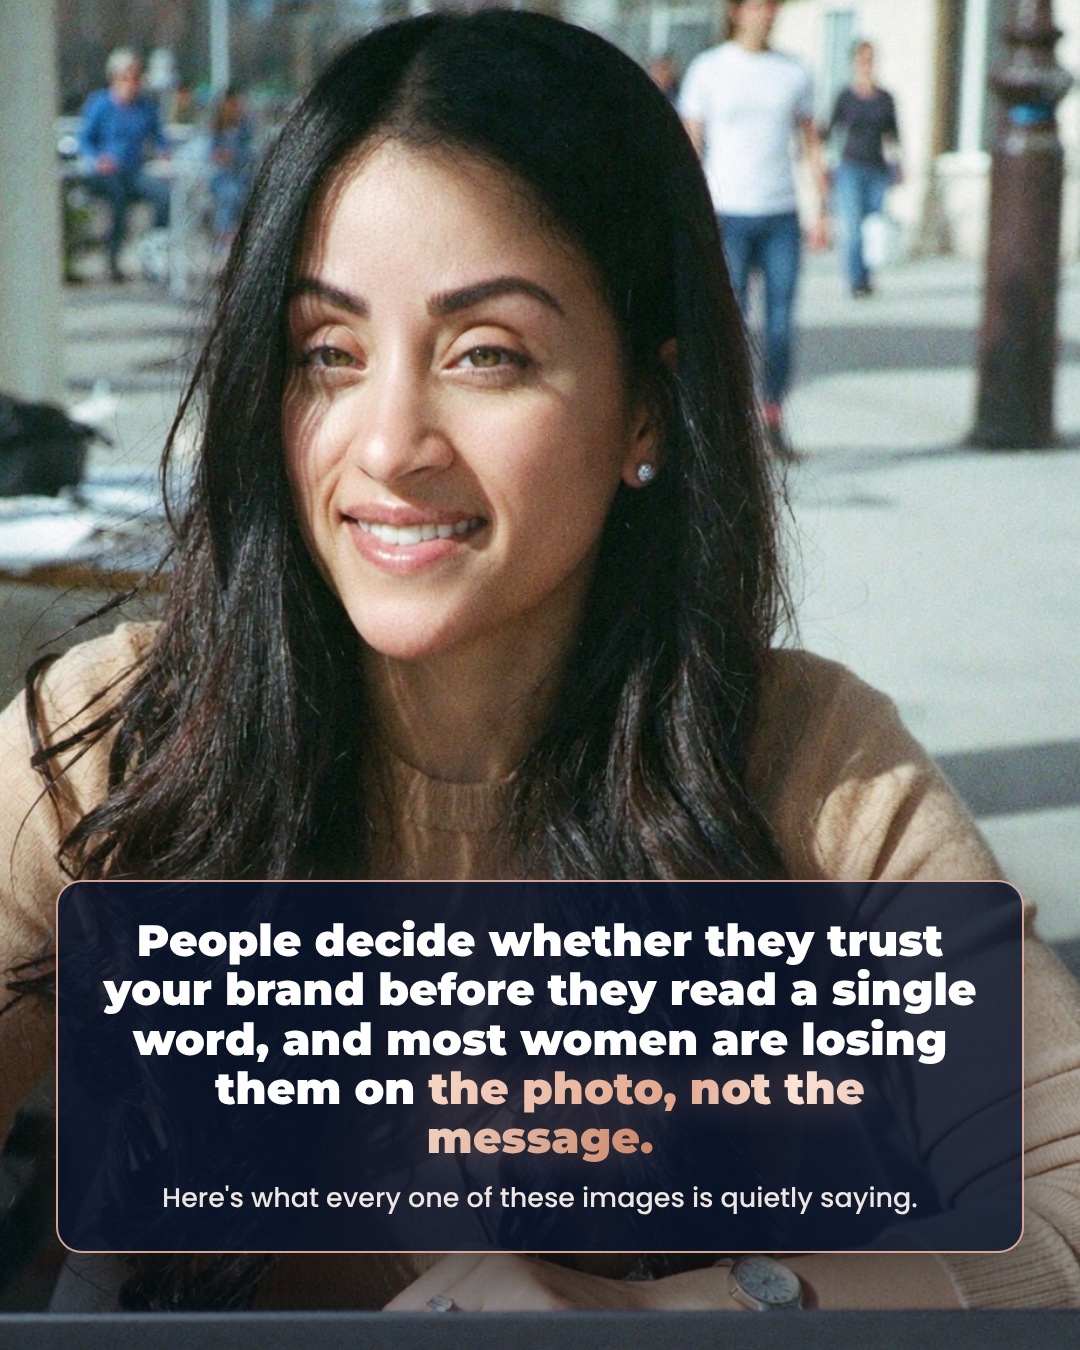 People decide whether they trust
your brand before they read a single
word, and most women are losing
them on the photo, not the
message.
Here's what every one of these images is quietly saying.